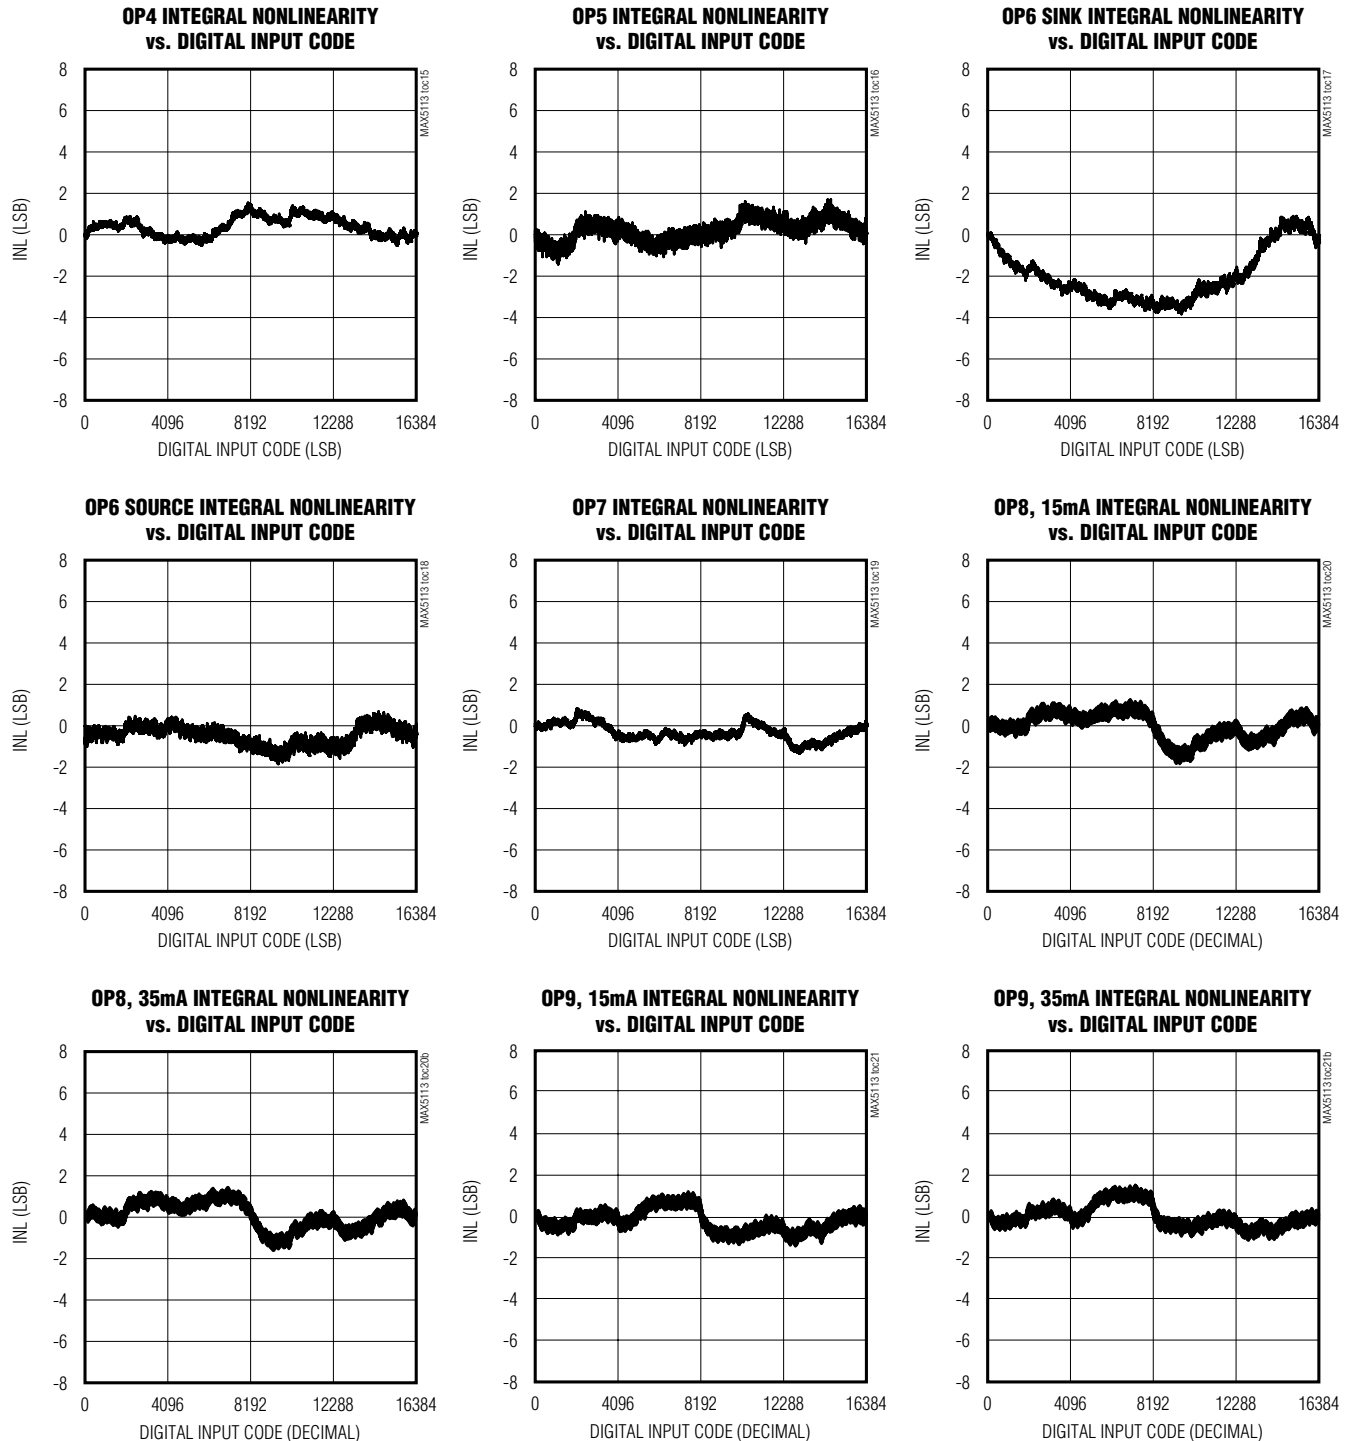 OP4 INTEGRAL NONLINEARITY
vs. DIGITAL INPUT CODE
MAX5113 toc15
INL (LSB)
8
6
4
2
0
-2
-4
-6
-8
0 4096 8192 12288 16384
DIGITAL INPUT CODE (LSB)
OP5 INTEGRAL NONLINEARITY
vs. DIGITAL INPUT CODE
MAX5113 toc16
INL (LSB)
8
6
4
2
0
-2
-4
-6
-8
0 4096 8192 12288 16384
DIGITAL INPUT CODE (LSB)
OP6 SINK INTEGRAL NONLINEARITY
vs. DIGITAL INPUT CODE
MAX5113 toc17
INL (LSB)
8
6
4
2
0
-2
-4
-6
-8
0 4096 8192 12288 16384
DIGITAL INPUT CODE (LSB)
OP6 SOURCE INTEGRAL NONLINEARITY
vs. DIGITAL INPUT CODE
MAX5113 toc18
INL (LSB)
8
6
4
2
0
-2
-4
-6
-8
0 4096 8192 12288 16384
DIGITAL INPUT CODE (LSB)
OP7 INTEGRAL NONLINEARITY
vs. DIGITAL INPUT CODE
MAX5113 toc19
INL (LSB)
8
6
4
2
0
-2
-4
-6
-8
0 4096 8192 12288 16384
DIGITAL INPUT CODE (LSB)
OP8, 15mA INTEGRAL NONLINEARITY
vs. DIGITAL INPUT CODE
MAX5113 toc20
INL (LSB)
8
6
4
2
0
-2
-4
-6
-8
0 4096 8192 12288 16384
DIGITAL INPUT CODE (DECIMAL)
OP8, 35mA INTEGRAL NONLINEARITY
vs. DIGITAL INPUT CODE
MAX5113 toc20b
INL (LSB)
8
6
4
2
0
-2
-4
-6
-8
0 4096 8192 12288 16384
DIGITAL INPUT CODE (DECIMAL)
OP9, 15mA INTEGRAL NONLINEARITY
vs. DIGITAL INPUT CODE
MAX5113 toc21
INL (LSB)
8
6
4
2
0
-2
-4
-6
-8
0 4096 8192 12288 16384
DIGITAL INPUT CODE (DECIMAL)
OP9, 35mA INTEGRAL NONLINEARITY
vs. DIGITAL INPUT CODE
MAX5113 toc21b
INL (LSB)
8
6
4
2
0
-2
-4
-6
-8
0 4096 8192 12288 16384
DIGITAL INPUT CODE (DECIMAL)